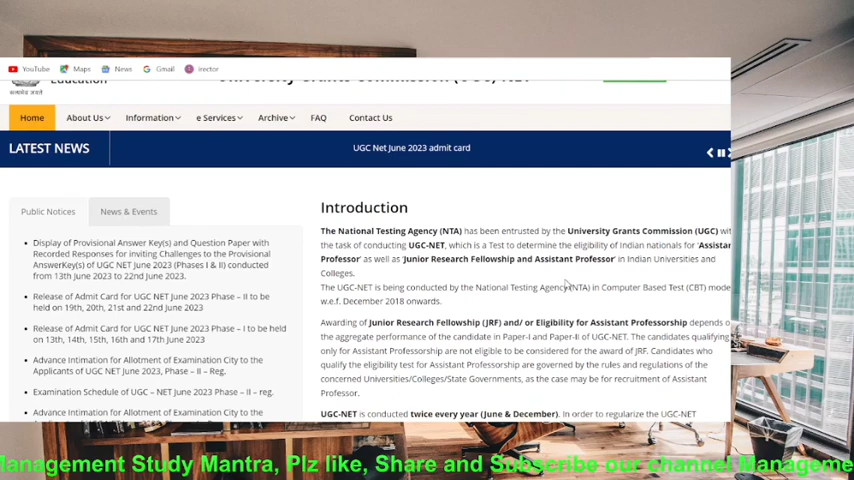 YouTube Maps News Gmail irector
Education
सत्यमेव जयते
Home About Us Information e Services Archive FAQ Contact Us
LATEST NEWS
UGC Net June 2023 admit card
Public Notices News & Events
Display of Provisional Answer Key(s) and Question Paper with
Recorded Responses for inviting Challenges to the Provisional
AnswerKey(s) of UGC NET June 2023 (Phases I & II) conducted
from 13th June 2023 to 22nd June 2023.
Release of Admit Card for UGC NET June 2023 Phase – II to be
held on 19th, 20th, 21st and 22nd June 2023
Release of Admit Card for UGC NET June 2023 Phase – I to be held
on 13th, 14th, 15th, 16th and 17th June 2023
Advance Intimation for Allotment of Examination City to the
Applicants of UGC NET June 2023, Phase – II – Reg.
Examination Schedule of UGC – NET June 2023 Phase – II – reg.
Advance Intimation for Allotment of Examination City to the
Introduction
The National Testing Agency (NTA) has been entrusted by the University Grants Commission (UGC) wit
the task of conducting UGC-NET, which is a Test to determine the eligibility of Indian nationals for 'Assistan
Professor' as well as 'Junior Research Fellowship and Assistant Professor' in Indian Universities and
Colleges.
The UGC-NET is being conducted by the National Testing Agency (NTA) in Computer Based Test (CBT) mode
w.e.f. December 2018 onwards.
Awarding of Junior Research Fellowship (JRF) and/ or Eligibility for Assistant Professorship depends o
the aggregate performance of the candidate in Paper-I and Paper-II of UGC-NET. The candidates qualifying
only for Assistant Professorship are not eligible to be considered for the award of JRF. Candidates who
qualify the eligibility test for Assistant Professorship are governed by the rules and regulations of the
concerned Universities/Colleges/State Governments, as the case may be for recruitment of Assistant
Professor.
UGC-NET is conducted twice every year (June & December). In order to regularize the UGC-NET
Management Study Mantra, Plz like, Share and Subscribe our channel Manageme